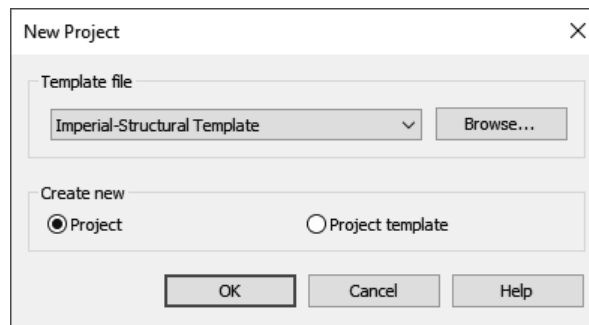 New Project
Template file
Imperial-Structural Template
Browse...
Create new
Project
Project template
OK
Cancel
Help